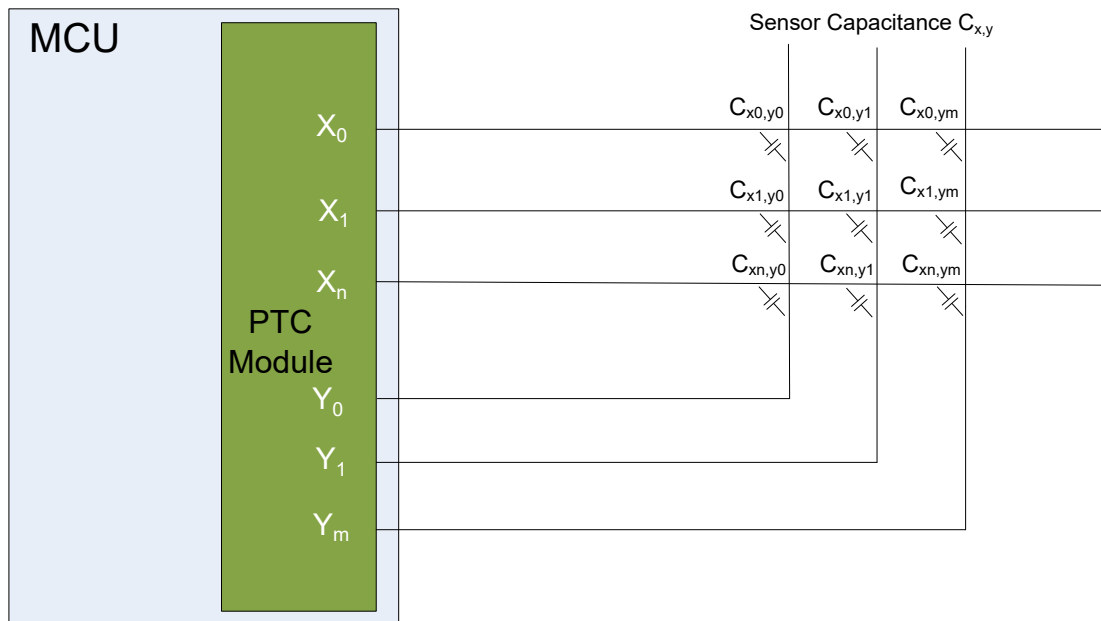 MCU
Sensor Capacitance Cx,y
Cx0,y0 Cx0,y1 Cx0,ym
X0
Cx1,y0 Cx1,y1 Cx1,ym
X1
Cxn,y0 Cxn,y1 Cxn,ym
Xn
PTC
Module
Y0
Y1
Ym